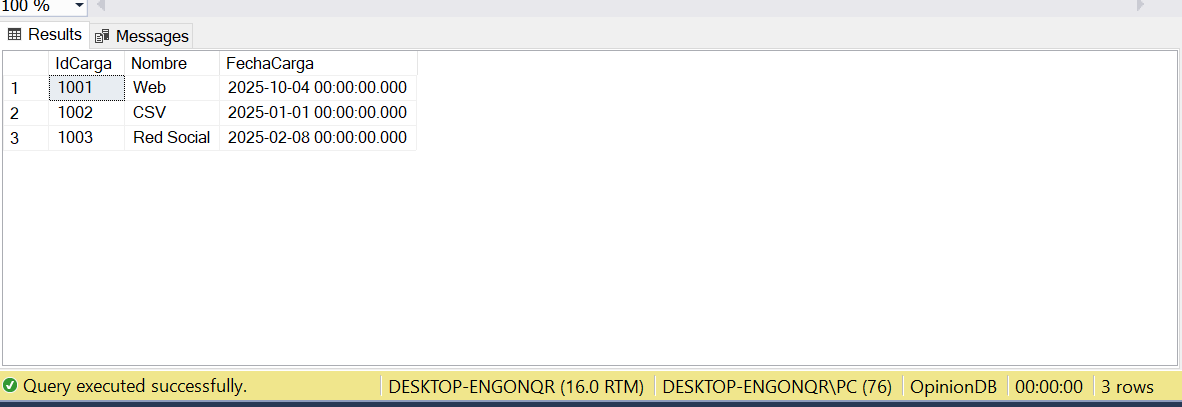 100 %
Results Messages
IdCarga Nombre FechaCarga
1 1001 Web 2025-10-04 00:00:00.000
2 1002 CSV 2025-01-01 00:00:00.000
3 1003 Red Social 2025-02-08 00:00:00.000
Query executed successfully. DESKTOP-ENGONQR (16.0 RTM) DESKTOP-ENGONQR\PC (76) OpinionDB 00:00:00 3 rows